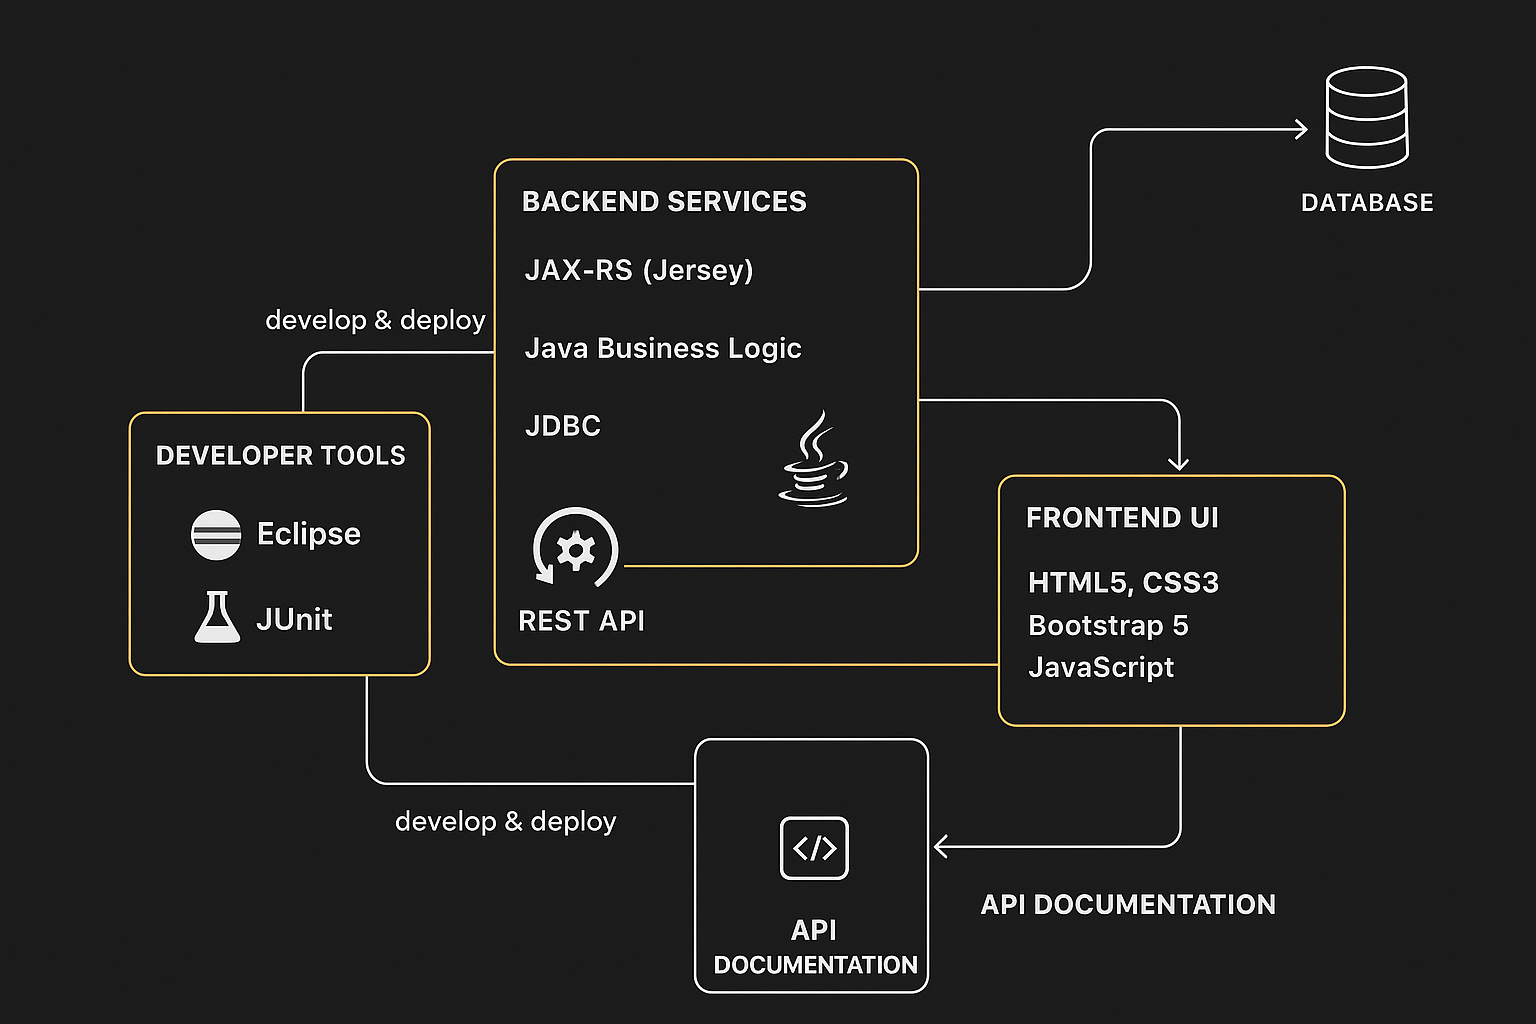 DATABASE
BACKEND SERVICES
JAX-RS (Jersey)
Java Business Logic
JDBC
REST API
develop & deploy
DEVELOPER TOOLS
Eclipse
JUnit
FRONTEND UI
HTML5, CSS3
Bootstrap 5
JavaScript
develop & deploy
</>
API
DOCUMENTATION
API DOCUMENTATION